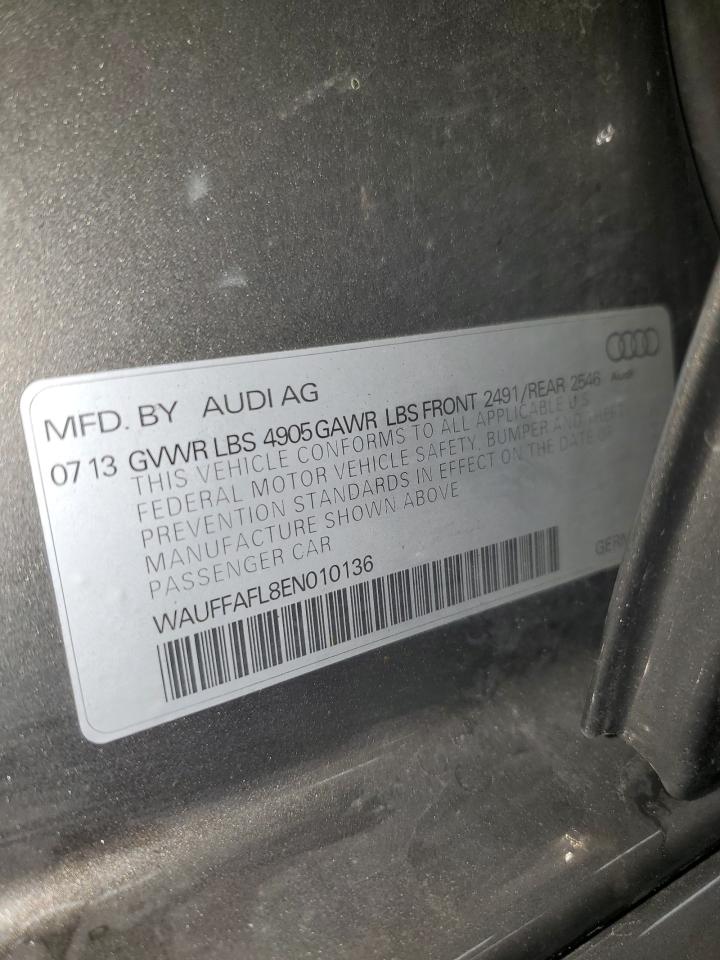 MFD. BY AUDI AG
Audi
07 13 GVWR LBS 4905 GAWR LBS FRONT 2491/REAR 2546
THIS VEHICLE CONFORMS TO ALL APPLICABLE U.S.
FEDERAL MOTOR VEHICLE SAFETY, BUMPER AND THEFT
PREVENTION STANDARDS IN EFFECT ON THE DATE OF
MANUFACTURE SHOWN ABOVE
PASSENGER CAR
WAUFFAFL8EN010136